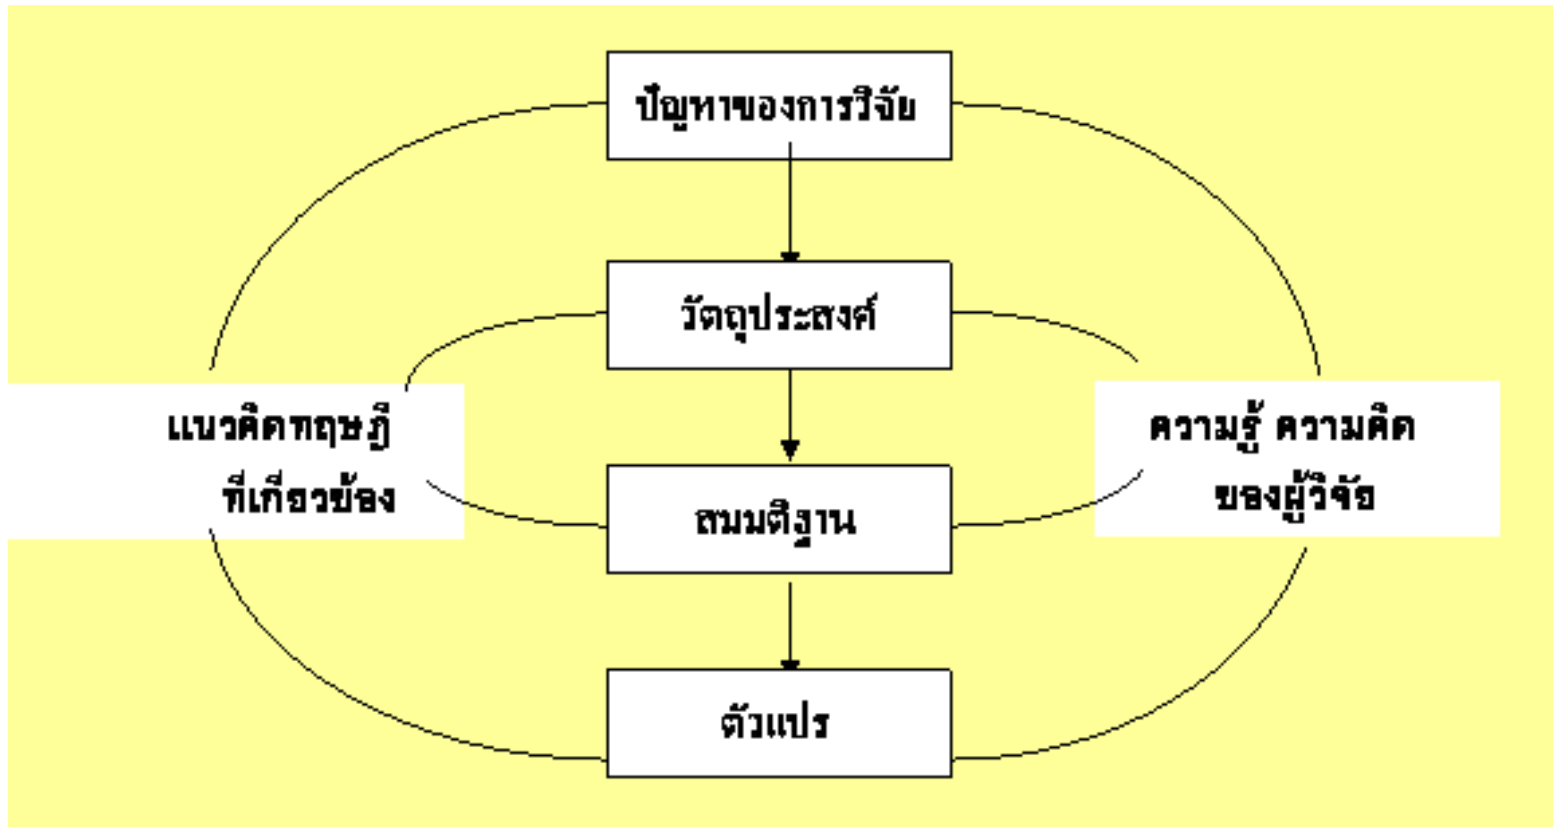 ปัญหาของการวิจัย
วัตถุประสงค์
แนวคิดทฤษฎี
ที่เกี่ยวข้อง
ความรู้ ความคิด
ของผู้วิจัย
สมมติฐาน
ตัวแปร